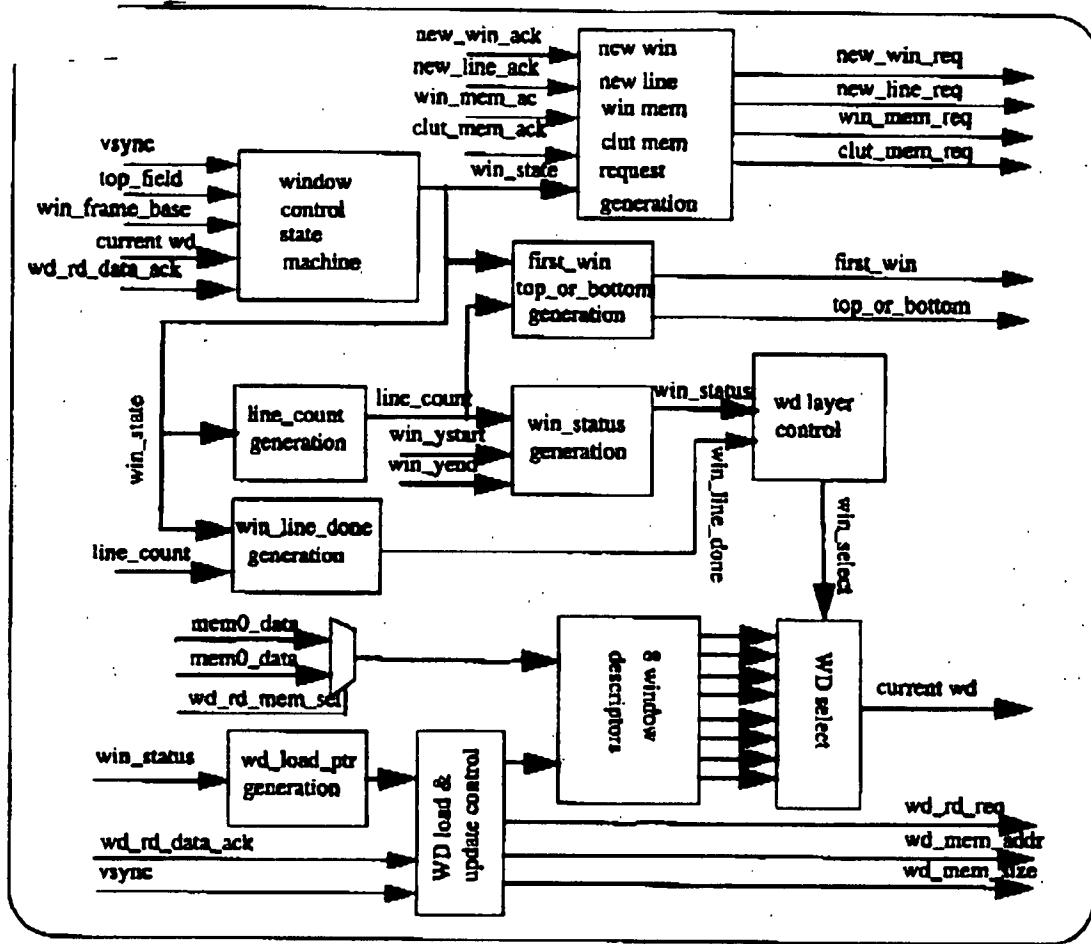 new_win_ack
new_line_ack
win_mem_ac
clut_mem_ack
win_state
new win
new line
win mem
clut mem
request
generation
new_win_req
new_line_req
win_mem_req
clut_mem_req
vsync
top_field
win_frame_base
current wd
wd_rd_data_ack
window
control
state
machine
first_win
top_or_bottom
generation
first_win
top_or_bottom
win_state
line_count
generation
line_count
win_ystart
win_yend
win_status
generation
win_status
wd layer
control
win_line_done
generation
line_count
win_line_done
win_select
mem0_data
mem0_data
wd_rd_mem_sel
8 window
descriptors
WD select
current wd
win_status
wd_load_ptr
generation
WD load &
update control
wd_rd_data_ack
vsync
wd_rd_req
wd_mem_addr
wd_mem_size